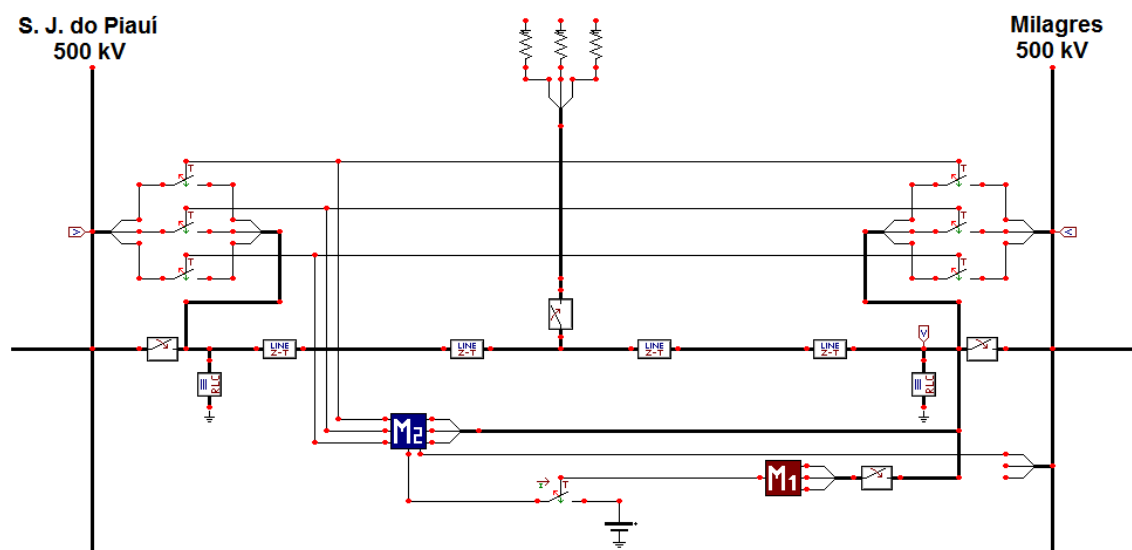 S. J. do Piauí
500 kV
Milagres
500 kV
T
T
T
T
T
T
V
V
V
LINE
Z-T
LINE
Z-T
LINE
Z-T
LINE
Z-T
RLC
RLC
M2
M1
T
+